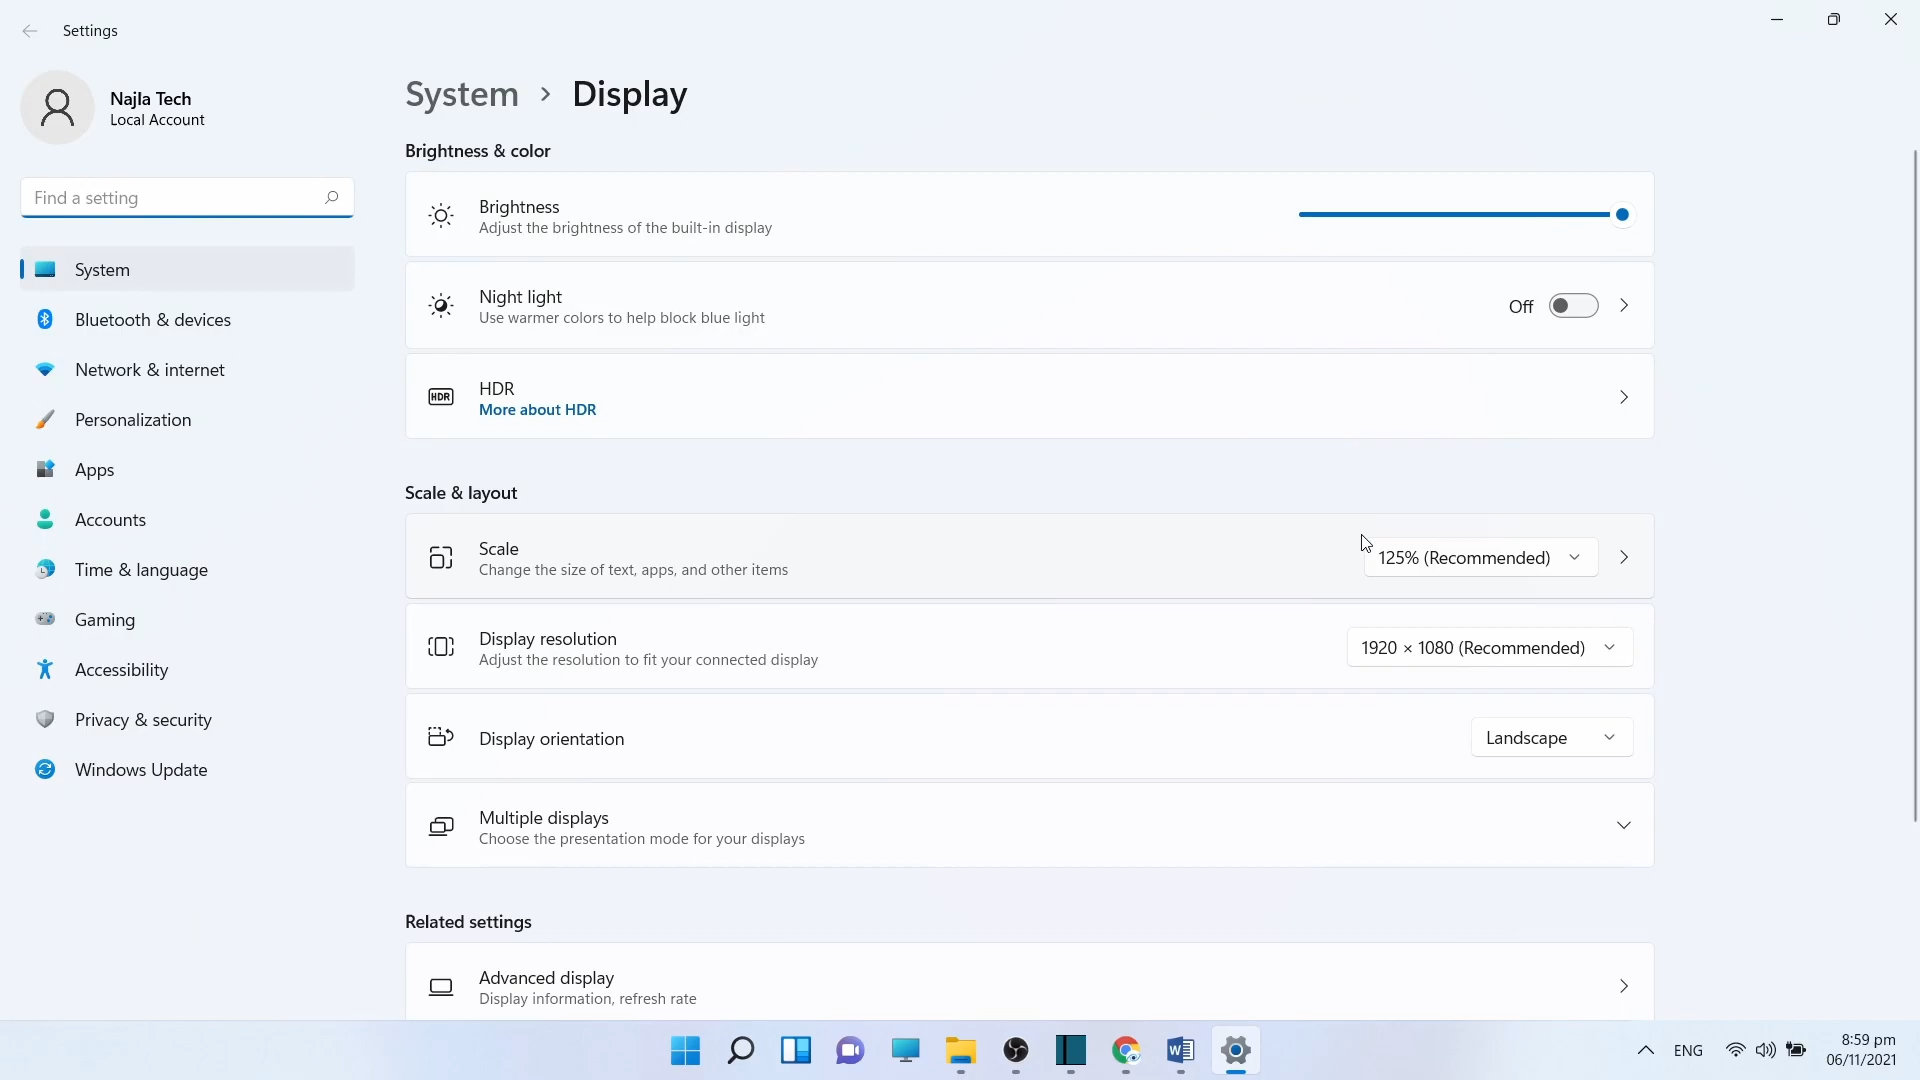 Settings
Najla Tech
Local Account
Find a setting
System
Bluetooth & devices
Network & internet
Personalization
Apps
Accounts
Time & language
Gaming
Accessibility
Privacy & security
Windows Update
System > Display
Brightness & color
Brightness
Adjust the brightness of the built-in display
Night light
Use warmer colors to help block blue light
Off
HDR
HDR
More about HDR
Scale & layout
Scale
Change the size of text, apps, and other items
125% (Recommended)
Display resolution
Adjust the resolution to fit your connected display
1920 × 1080 (Recommended)
Display orientation
Landscape
Multiple displays
Choose the presentation mode for your displays
Related settings
Advanced display
Display information, refresh rate
W
ENG
8:59 pm
06/11/2021